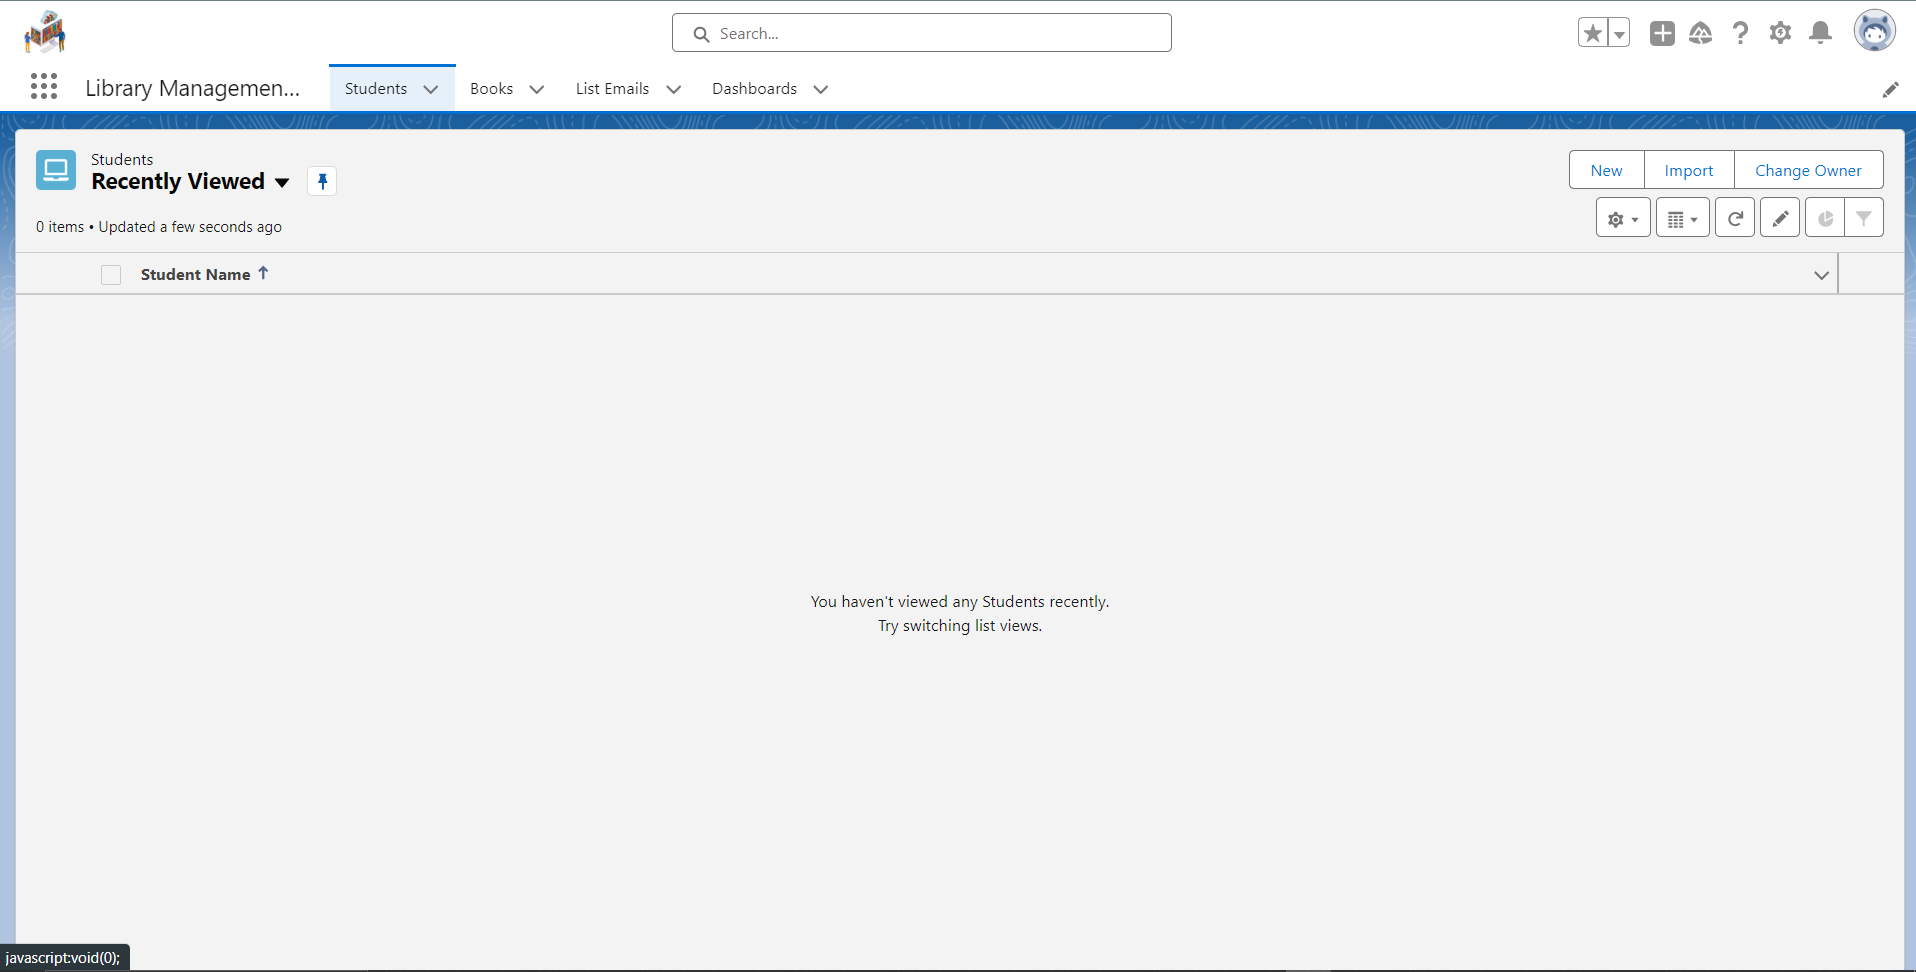 Search...
Library Managemen...
Students
Books
List Emails
Dashboards
Students
Recently Viewed
New
Import
Change Owner
0 items • Updated a few seconds ago
Student Name
You haven't viewed any Students recently.
Try switching list views.
javascript:void(0);